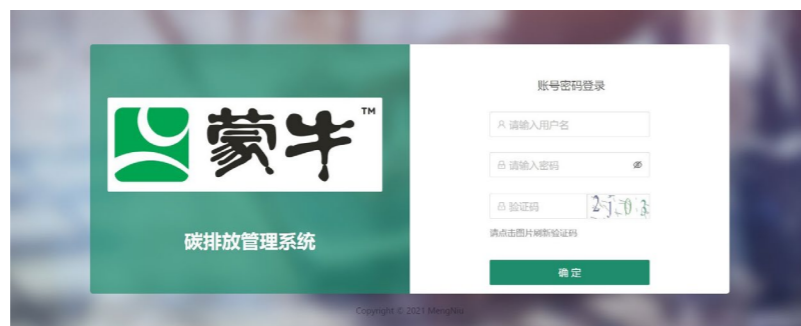 蒙牛™
碳排放管理系统
账号密码登录
请输入用户名
请输入密码
验证码
请点击图片刷新验证码
确 定
Copyright © 2021 MengNiu